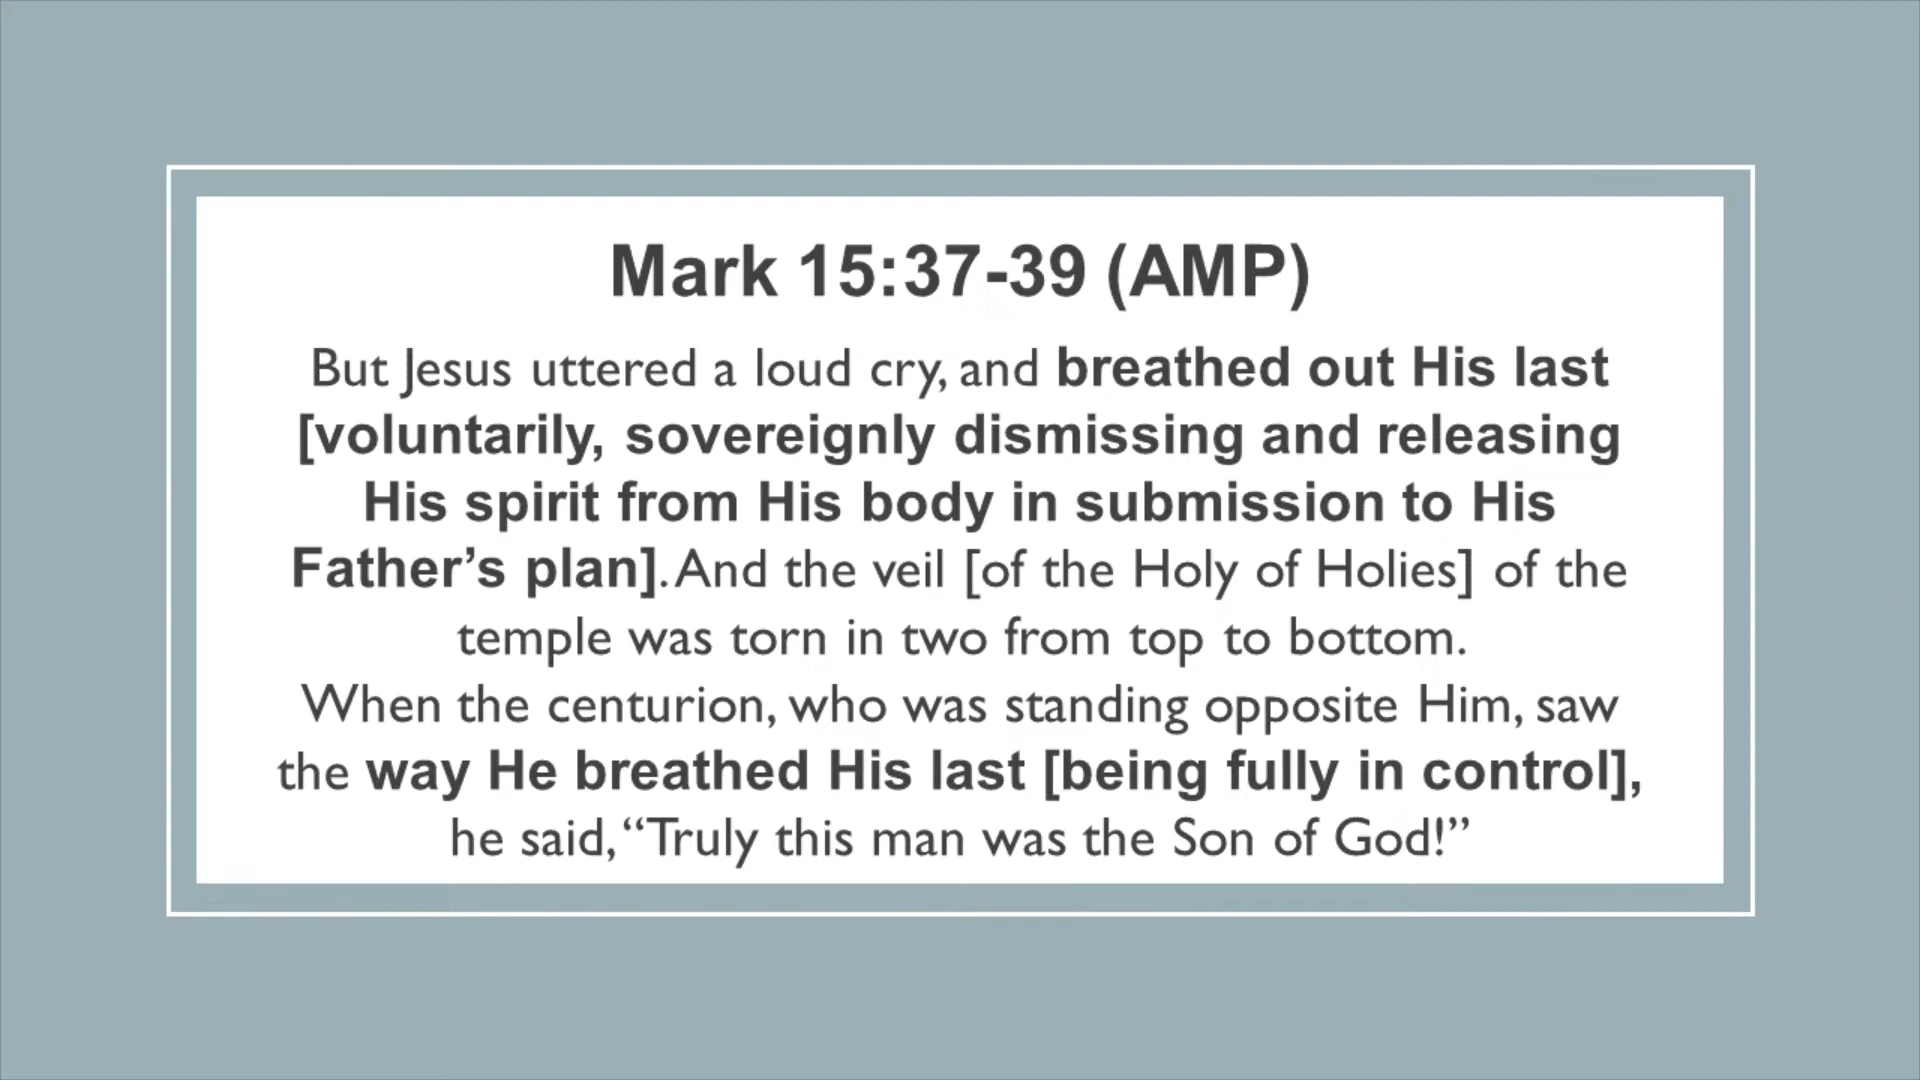 Mark 15:37-39 (AMP)
But Jesus uttered a loud cry, and breathed out His last
[voluntarily, sovereignly dismissing and releasing
His spirit from His body in submission to His
Father’s plan]. And the veil [of the Holy of Holies] of the
temple was torn in two from top to bottom.
When the centurion, who was standing opposite Him, saw
the way He breathed His last [being fully in control],
he said, “Truly this man was the Son of God!”